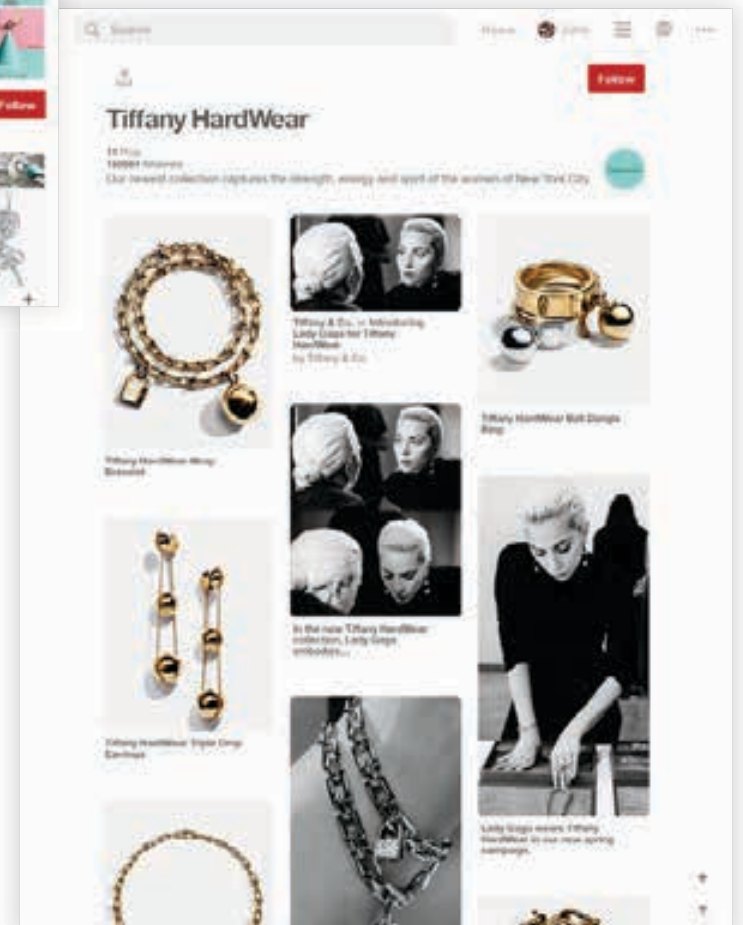 Follow
Search
Home
Follow
Tiffany HardWear
Our newest collection captures the strength, energy and spirit of the women of New York City.
Tiffany & Co. — Introducing
Lady Gaga for Tiffany
HardWear
by Tiffany & Co.
Tiffany HardWear Ball Dangle
Ring
Tiffany HardWear Wrap
Bracelet
In the new Tiffany HardWear
collection, Lady Gaga
embodies...
Tiffany HardWear Triple Drop
Earrings
Lady Gaga wears Tiffany
HardWear in our new spring
campaign.